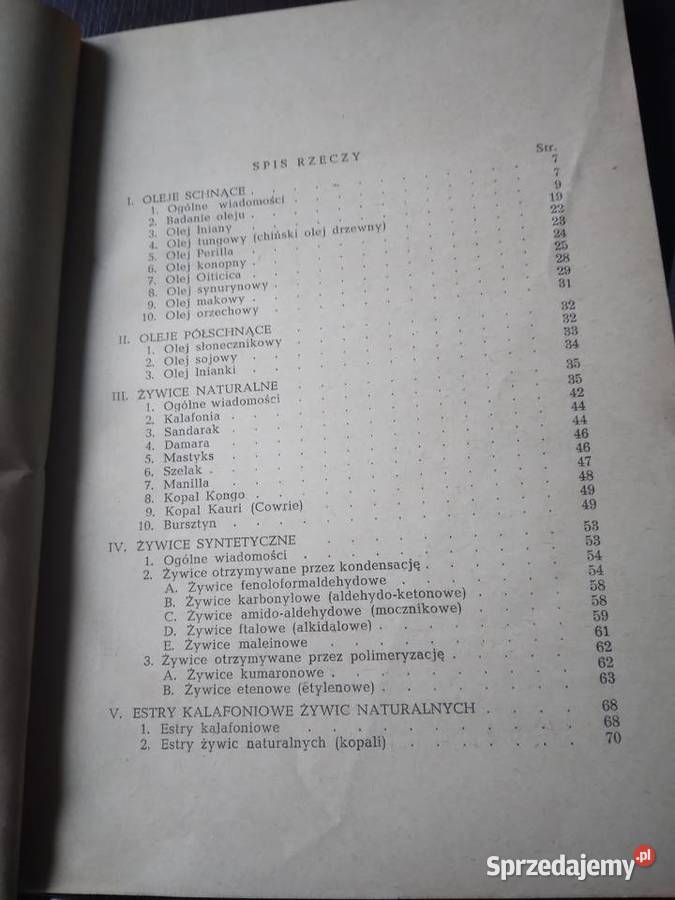 SPIS RZECZY
Str.
I. OLEJE SCHNĄCE . . . . . . . . 7
1. Ogólne wiadomości . . . . . . . 7
2. Badanie oleju . . . . . . . . 9
3. Olej lniany . . . . . . . . 19
4. Olej tungowy (chiński olej drzewny) . . . . 22
5. Olej Perilla . . . . . . . . 23
6. Olej konopny . . . . . . . . 24
7. Olej Oiticica . . . . . . . . 25
8. Olej synurynowy . . . . . . . 28
9. Olej makowy . . . . . . . . 29
10. Olej orzechowy . . . . . . . . 31
II. OLEJE PÓŁSCHNĄCE . . . . . . . 32
1. Olej słonecznikowy . . . . . . . 32
2. Olej sojowy . . . . . . . . 33
3. Olej lnianki . . . . . . . . 34
III. ŻYWICE NATURALNE . . . . . . . 35
1. Ogólne wiadomości . . . . . . . 35
2. Kalafonia . . . . . . . . 42
3. Sandarak . . . . . . . . 44
4. Damara . . . . . . . . 44
5. Mastyks . . . . . . . . 46
6. Szelak . . . . . . . . 46
7. Manilla . . . . . . . . 47
8. Kopal Kongo . . . . . . . . 48
9. Kopal Kauri (Cowrie) . . . . . . . 49
10. Bursztyn . . . . . . . . 49
IV. ŻYWICE SYNTETYCZNE . . . . . . . 53
1. Ogólne wiadomości . . . . . . . 53
2. Żywice otrzymywane przez kondensację . . . . 54
A. Żywice fenoloformaldehydowe . . . . . 54
B. Żywice karbonylowe (aldehydo-ketonowe) . . . 58
C. Żywice amido-aldehydowe (mocznikowe) . . . 58
D. Żywice ftalowe (alkidalowe) . . . . . 59
E. Żywice maleinowe . . . . . . 61
3. Żywice otrzymywane przez polimeryzację . . . . 62
A. Żywice kumaronowe . . . . . . 62
B. Żywice etenowe (etylenowe) . . . . . 63
V. ESTRY KALAFONIOWE ŻYWIC NATURALNYCH . . . . 68
1. Estry kalafoniowe . . . . . . . 68
2. Estry żywic naturalnych (kopali) . . . . . 70
Sprzedajemy.pl